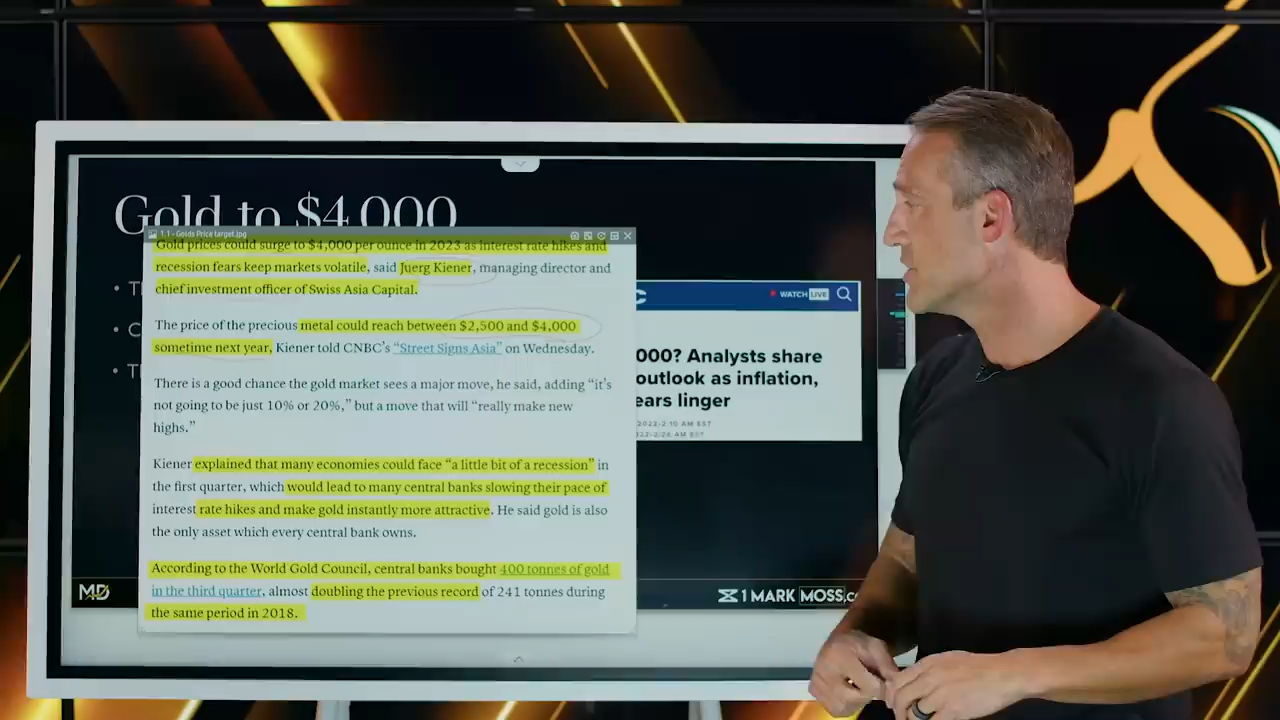 Gold to $4,000
1.1 - Golds Price target.jpg
Gold prices could surge to $4,000 per ounce in 2023 as interest rate hikes and
recession fears keep markets volatile, said Juerg Kiener, managing director and
chief investment officer of Swiss Asia Capital.
The price of the precious metal could reach between $2,500 and $4,000
sometime next year, Kiener told CNBC’s “Street Signs Asia” on Wednesday.
There is a good chance the gold market sees a major move, he said, adding “it’s
not going to be just 10% or 20%,” but a move that will “really make new
highs.”
Kiener explained that many economies could face “a little bit of a recession” in
the first quarter, which would lead to many central banks slowing their pace of
interest rate hikes and make gold instantly more attractive. He said gold is also
the only asset which every central bank owns.
According to the World Gold Council, central banks bought 400 tonnes of gold
in the third quarter, almost doubling the previous record of 241 tonnes during
the same period in 2018.
WATCH LIVE
000? Analysts share
outlook as inflation,
ears linger
2022-2:10 AM EST
MD
1 MARK MOSS.c